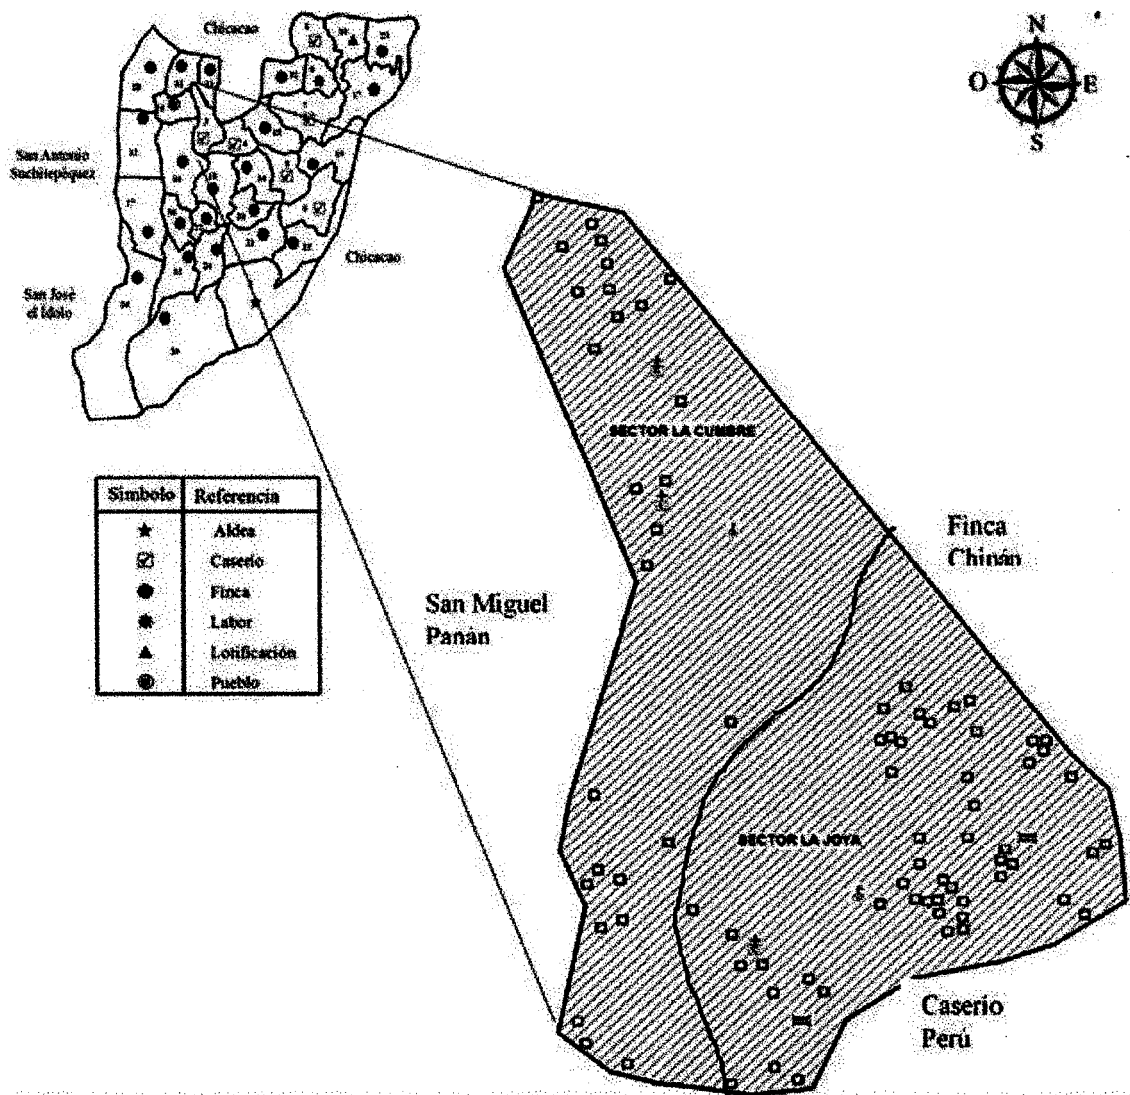 Chicacao
N
O
E
S
San Antonio
Suchitepéquez
Chicacao
San José
el Ídolo
SECTOR LA CUMBRE
Símbolo Referencia
Aldea
Caserío
Finca
Labor
Lotificación
Pueblo
Finca
Chinán
San Miguel
Panán
SECTOR LA JOYA
Caserio
Perú